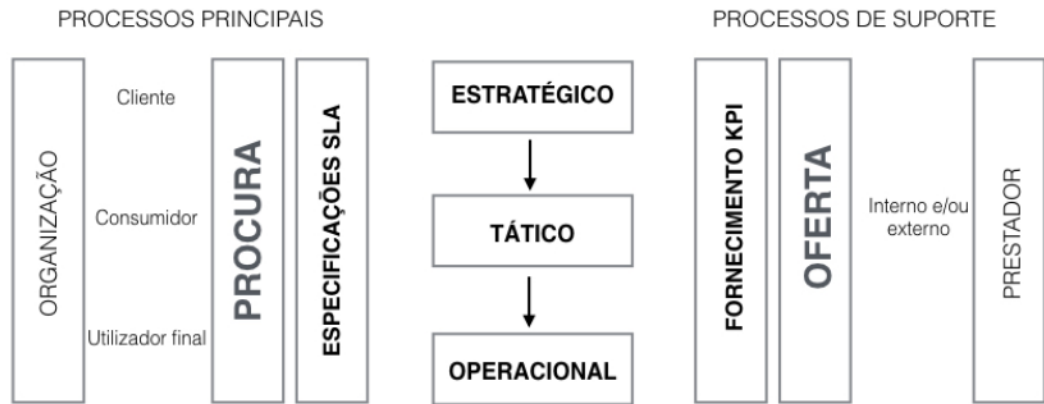 PROCESSOS PRINCIPAIS
PROCESSOS DE SUPORTE
ORGANIZAÇÃO
Cliente
Consumidor
Utilizador final
PROCURA
ESPECIFICAÇÕES SLA
ESTRATÉGICO
TÁTICO
OPERACIONAL
FORNECIMENTO KPI
OFERTA
Interno e/ou
externo
PRESTADOR